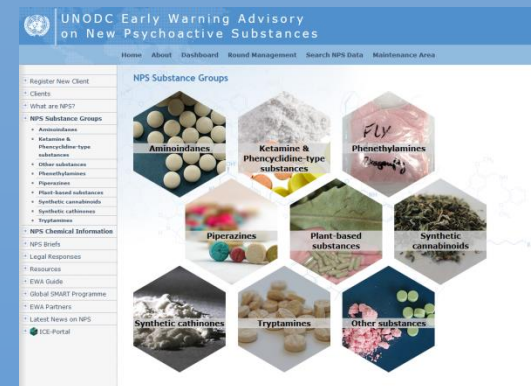 UNODC Early Warning Advisory
on New Psychoactive Substances
Home About Dashboard Round Management Search NPS Data Maintenance Area
Register New Client
Clients
What are NPS?
NPS Substance Groups
Aminoindanes
Ketamine &
Phencyclidine-type
substances
Other substances
Phenethylamines
Piperazines
Plant-based substances
Synthetic cannabinoids
Synthetic cathinones
Tryptamines
NPS Chemical Information
NPS Briefs
Legal Responses
Resources
EWA Guide
Global SMART Programme
EWA Partners
Latest News on NPS
ICE-Portal
NPS Substance Groups
Aminoindanes
Ketamine &
Phencyclidine-type
substances
FLY
Phenethylamines
Piperazines
Plant-based
substances
Synthetic
cannabinoids
Synthetic cathinones
Tryptamines
Other substances